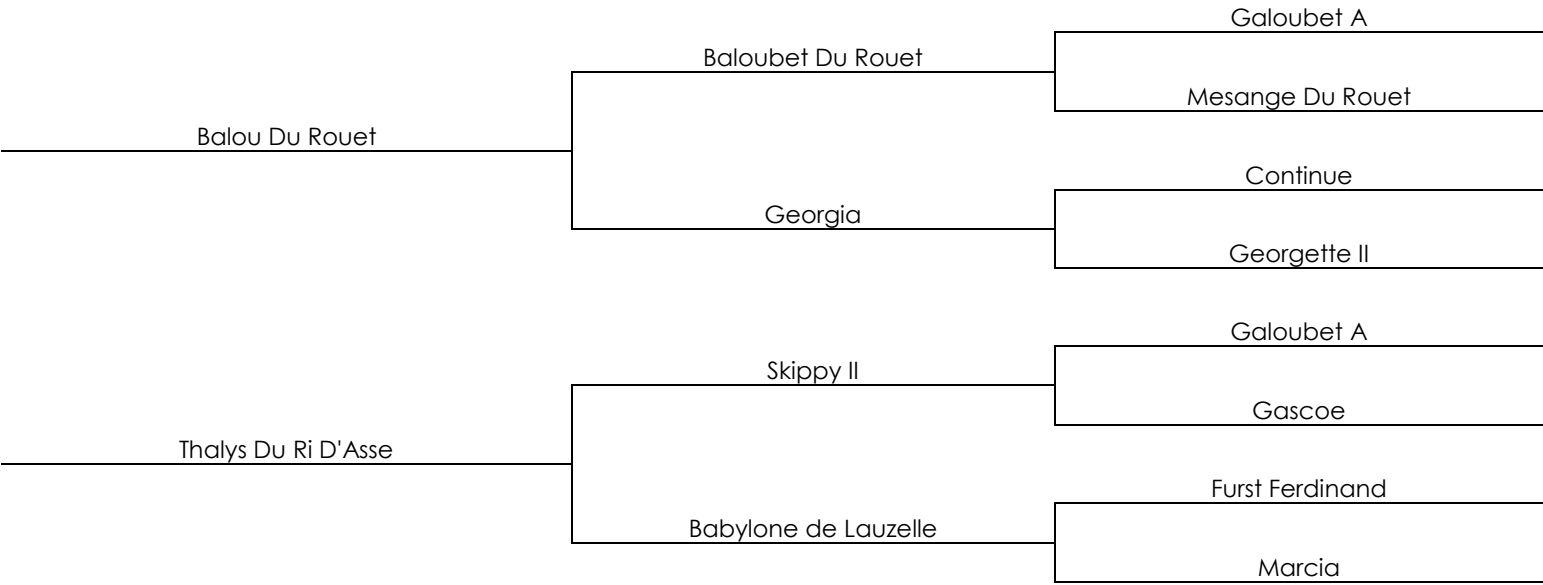 Galoubet A
Baloubet Du Rouet
Mesange Du Rouet
Balou Du Rouet
Continue
Georgia
Georgette II
Galoubet A
Skippy II
Gascoe
Thalys Du Ri D'Asse
Furst Ferdinand
Babylone de Lauzelle
Marcia